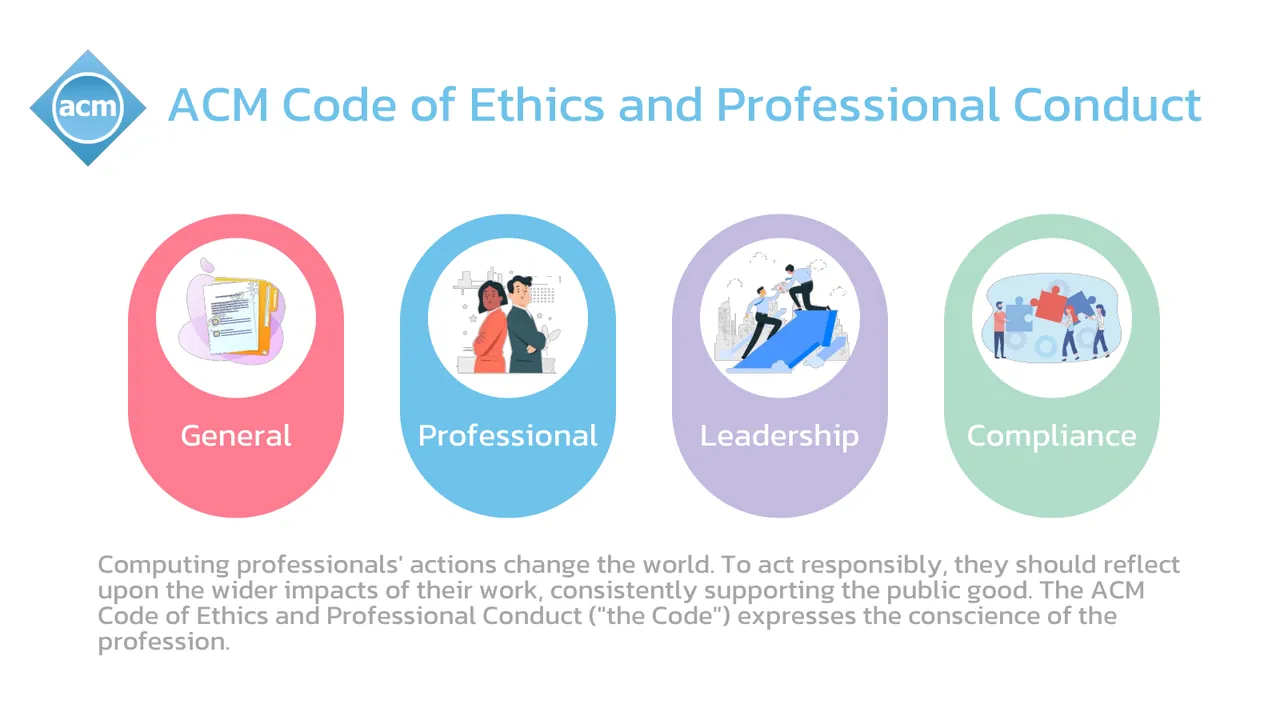 acm
ACM Code of Ethics and Professional Conduct
General
Professional
Leadership
Compliance
Computing professionals' actions change the world. To act responsibly, they should reflect
upon the wider impacts of their work, consistently supporting the public good. The ACM
Code of Ethics and Professional Conduct ("the Code") expresses the conscience of the
profession.